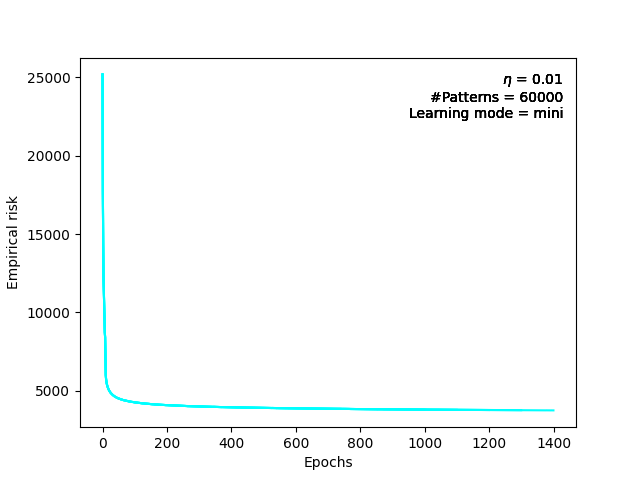 η = 0.01
#Patterns = 60000
Learning mode = mini
25000
20000
15000
10000
5000
Empirical risk
0 200 400 600 800 1000 1200 1400
Epochs